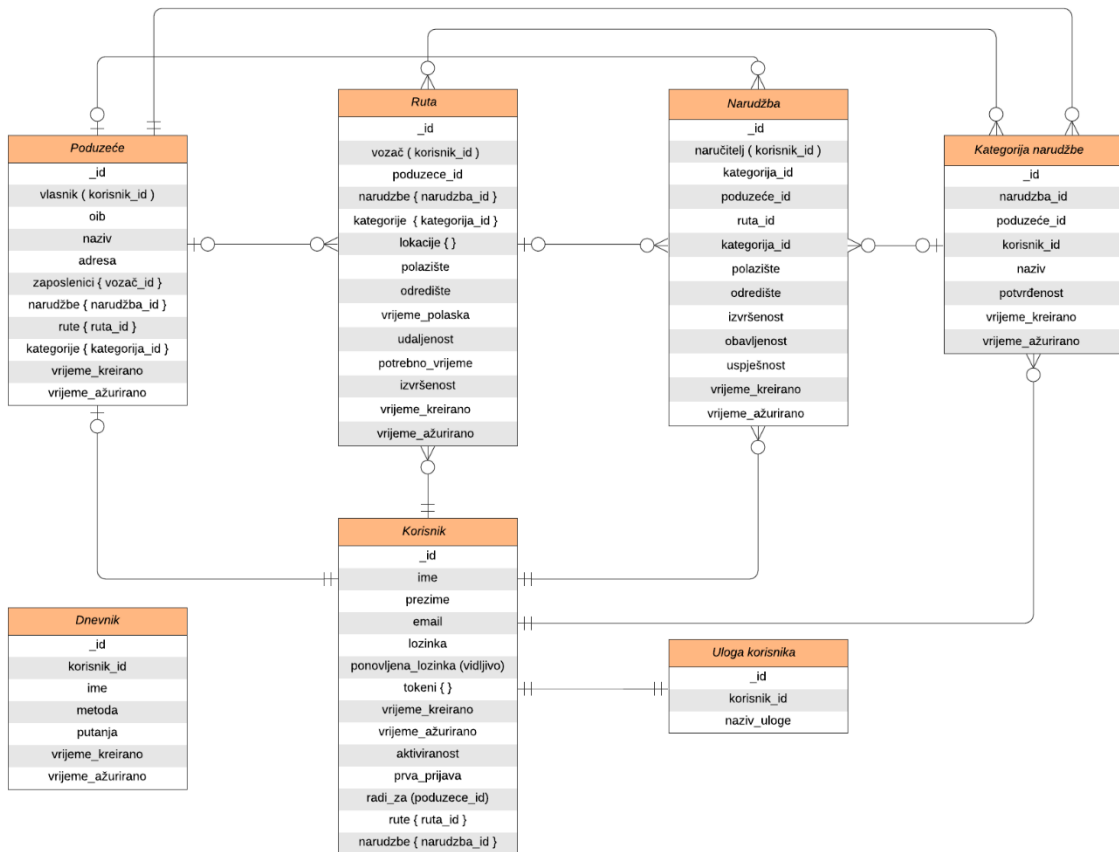 Poduzeće
_id
vlasnik ( korisnik_id )
oib
naziv
adresa
zaposlenici { vozač_id }
narudžbe { narudžba_id }
rute { ruta_id }
kategorije { kategorija_id }
vrijeme_kreirano
vrijeme_ažurirano
Ruta
_id
vozač ( korisnik_id )
poduzece_id
narudzbe { narudzba_id }
kategorije { kategorija_id }
lokacije { }
polazište
odredište
vrijeme_polaska
udaljenost
potrebno_vrijeme
izvršenost
vrijeme_kreirano
vrijeme_ažurirano
Narudžba
_id
naručitelj ( korisnik_id )
kategorija_id
poduzeće_id
ruta_id
kategorija_id
polazište
odredište
izvršenost
obavljenost
uspješnost
vrijeme_kreirano
vrijeme_ažurirano
Kategorija narudžbe
_id
narudzba_id
poduzeće_id
korisnik_id
naziv
potvrđenost
vrijeme_kreirano
vrijeme_ažurirano
Dnevnik
_id
korisnik_id
ime
metoda
putanja
vrijeme_kreirano
vrijeme_ažurirano
Korisnik
_id
ime
prezime
email
lozinka
ponovljena_lozinka (vidljivo)
tokeni { }
vrijeme_kreirano
vrijeme_ažurirano
aktiviranost
prva_prijava
radi_za (poduzece_id)
rute { ruta_id }
narudzbe { narudzba_id }
Uloga korisnika
_id
korisnik_id
naziv_uloge